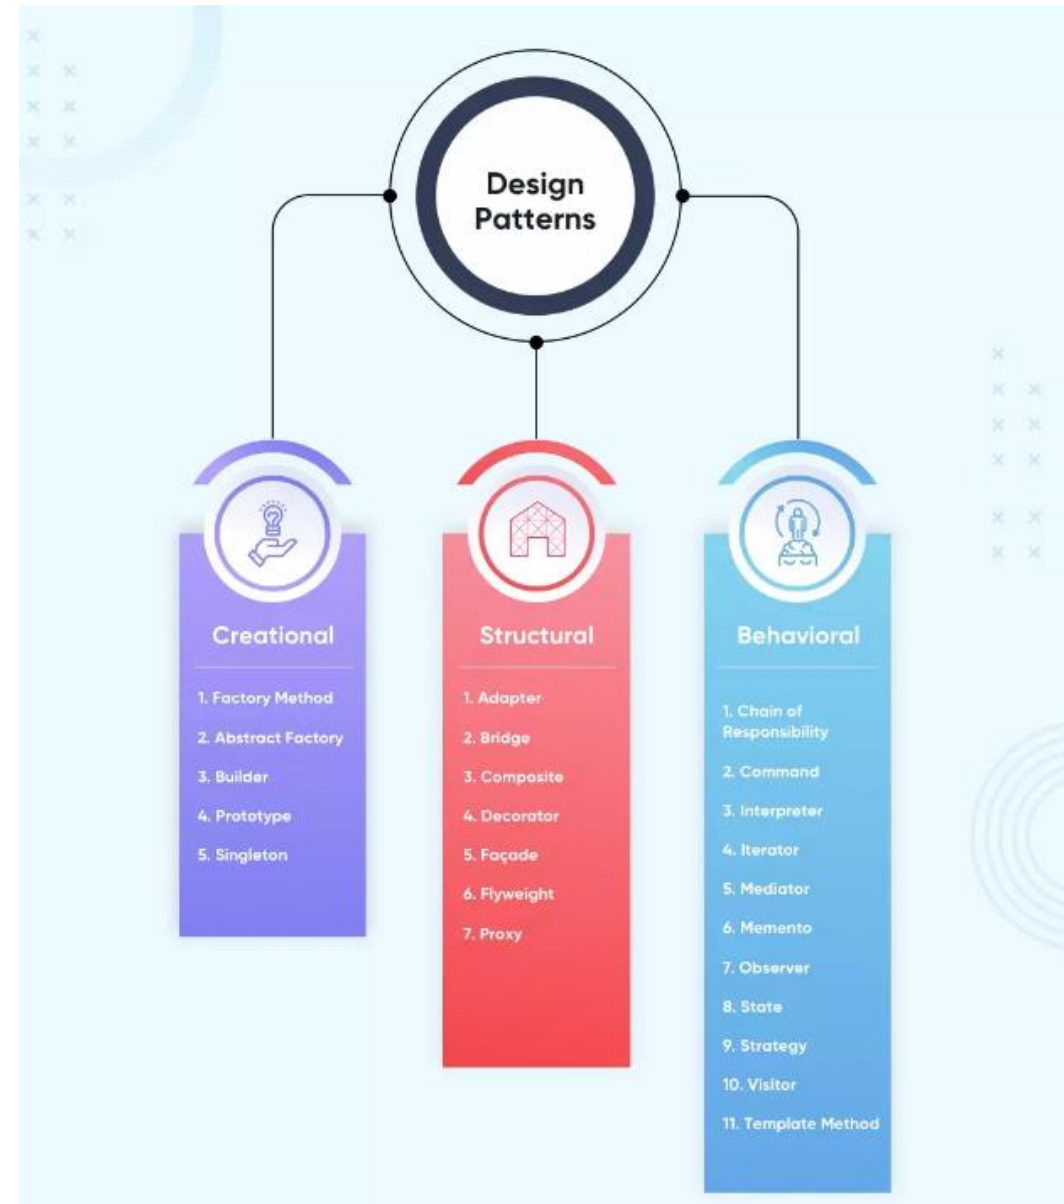 Design
Patterns
Creational
1. Factory Method
2. Abstract Factory
3. Builder
4. Prototype
5. Singleton
Structural
1. Adapter
2. Bridge
3. Composite
4. Decorator
5. Façade
6. Flyweight
7. Proxy
Behavioral
1. Chain of
Responsibility
2. Command
3. Interpreter
4. Iterator
5. Mediator
6. Memento
7. Observer
8. State
9. Strategy
10. Visitor
11. Template Method